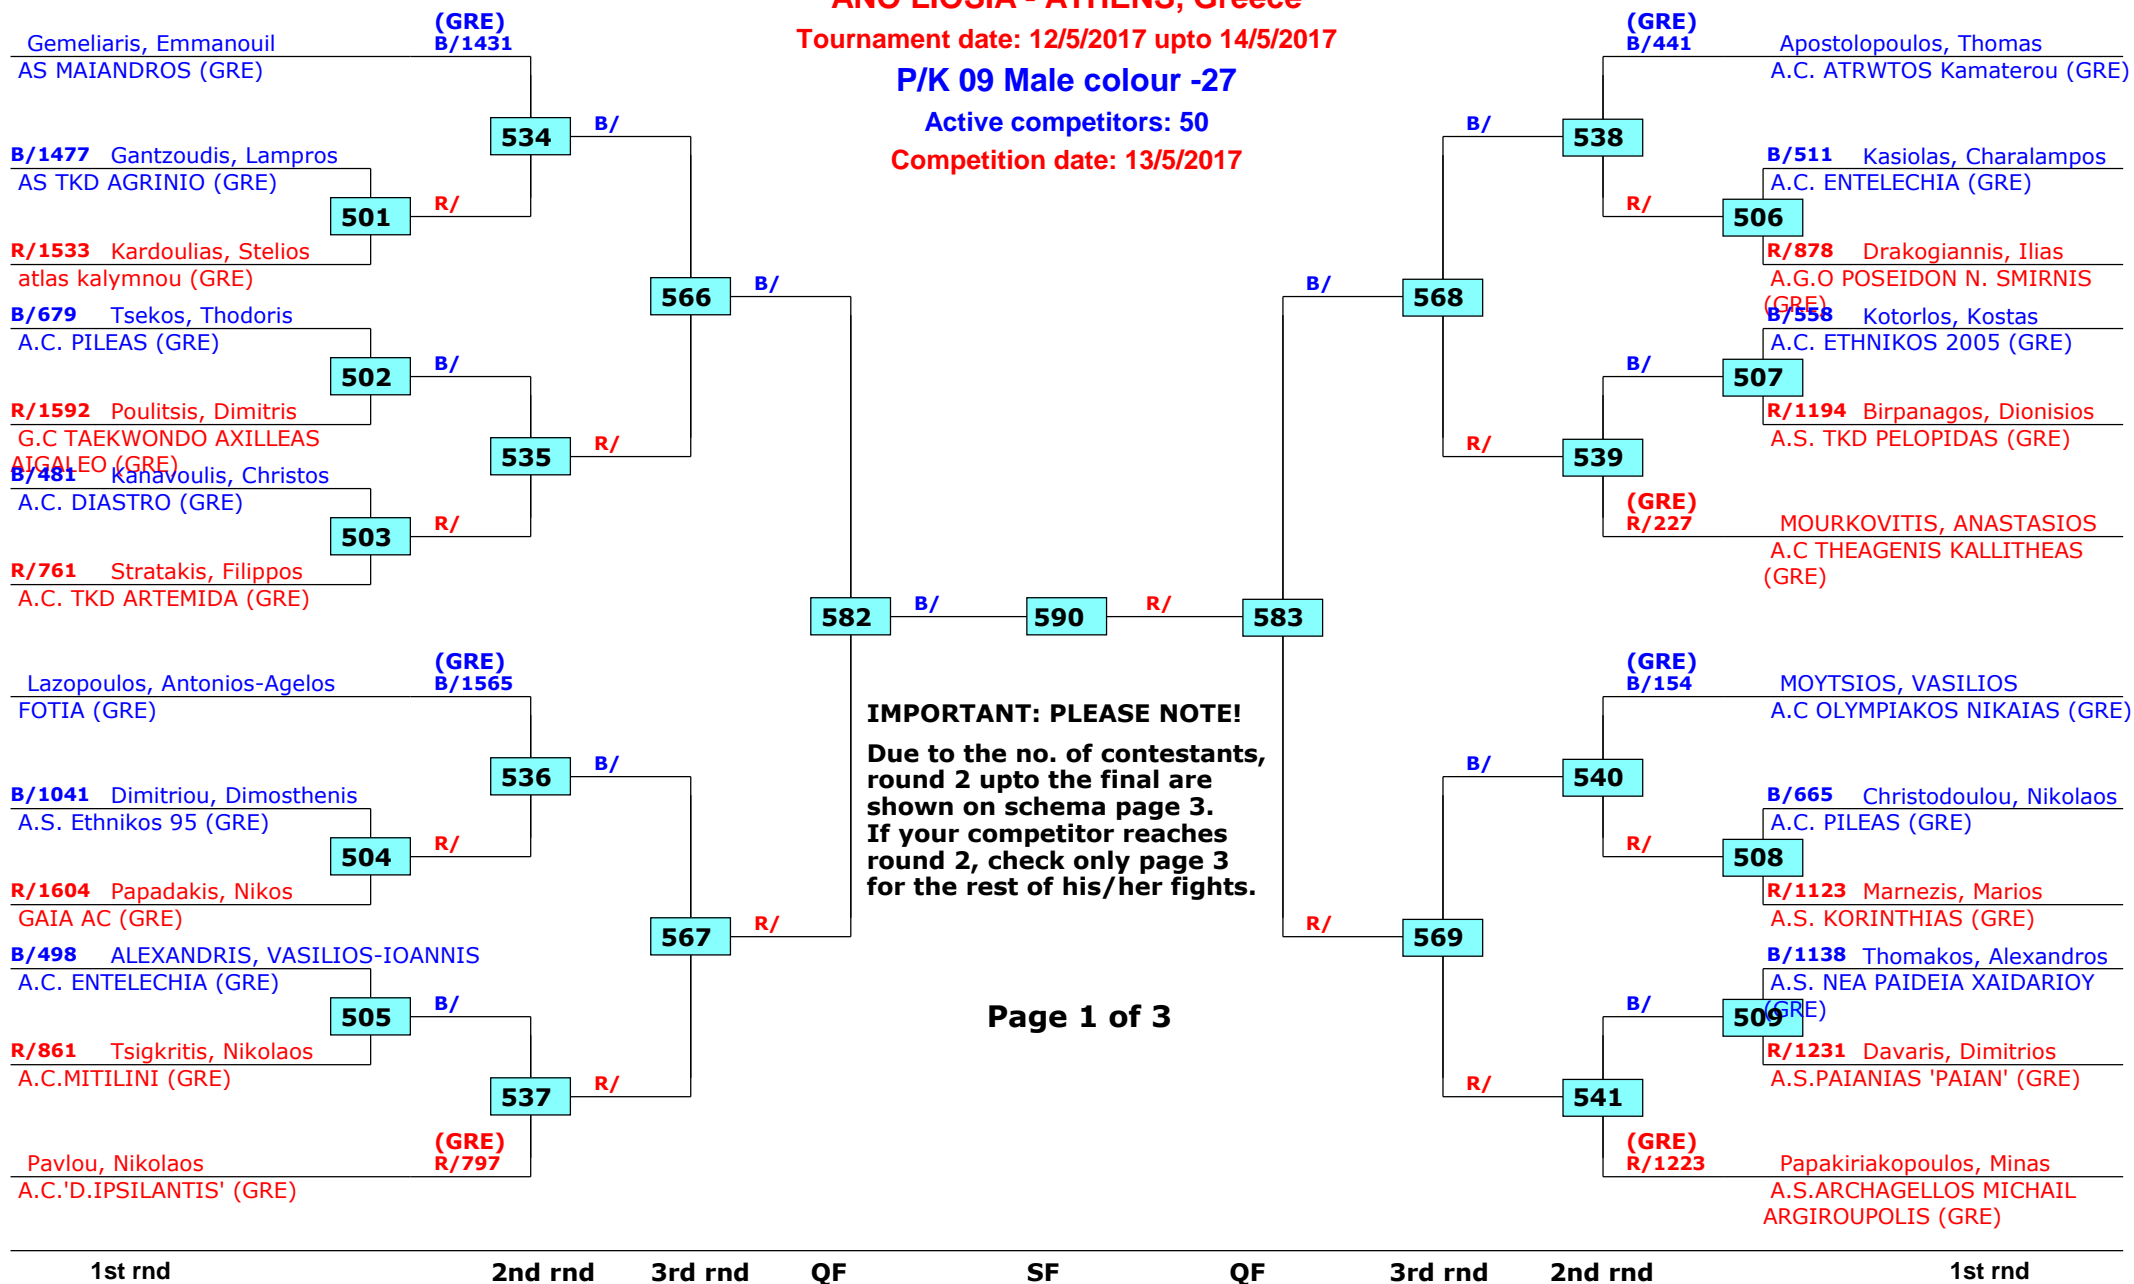 ANO LIOSIA - ATHENS, Greece
Tournament date: 12/5/2017 upto 14/5/2017
P/K 09 Male colour -27
Active competitors: 50
Competition date: 13/5/2017
(GRE)
Gemeliaris, Emmanouil B/1431
AS MAIANDROS (GRE)
534
B/
B/1477 Gantzoudis, Lampros
AS TKD AGRINIO (GRE)
501
R/
R/1533 Kardoulias, Stelios
atlas kalymnou (GRE)
566
B/
B/679 Tsekos, Thodoris
A.C. PILEAS (GRE)
502
B/
R/1592 Poulitsis, Dimitris
G.C TAEKWONDO AXILLEAS
AIGALEO (GRE)
535
R/
B/481 Kanavoulis, Christos
A.C. DIASTRO (GRE)
503
R/
R/761 Stratakis, Filippos
A.C. TKD ARTEMIDA (GRE)
582
B/
590
R/
583
(GRE)
Lazopoulos, Antonios-Agelos B/1565
FOTIA (GRE)
536
B/
B/1041 Dimitriou, Dimosthenis
A.S. Ethnikos 95 (GRE)
504
R/
R/1604 Papadakis, Nikos
GAIA AC (GRE)
567
R/
B/498 ALEXANDRIS, VASILIOS-IOANNIS
A.C. ENTELECHIA (GRE)
505
B/
R/861 Tsigkritis, Nikolaos
A.C.MITILINI (GRE)
537
R/
(GRE)
Pavlou, Nikolaos R/797
A.C.'D.IPSILANTIS' (GRE)
IMPORTANT: PLEASE NOTE!
Due to the no. of contestants,
round 2 upto the final are
shown on schema page 3.
If your competitor reaches
round 2, check only page 3
for the rest of his/her fights.
Page 1 of 3
(GRE)
B/441 Apostolopoulos, Thomas
A.C. ATRWTOS Kamaterou (GRE)
B/
538
B/511 Kasiolas, Charalampos
A.C. ENTELECHIA (GRE)
R/
506
R/878 Drakogiannis, Ilias
A.G.O POSEIDON N. SMIRNIS
(GRE)
B/
568
B/558 Kotorlos, Kostas
A.C. ETHNIKOS 2005 (GRE)
B/
507
R/1194 Birpanagos, Dionisios
A.S. TKD PELOPIDAS (GRE)
R/
539
(GRE)
R/227 MOURKOVITIS, ANASTASIOS
A.C THEAGENIS KALLITHEAS
(GRE)
(GRE)
B/154 MOYTSIOS, VASILIOS
A.C OLYMPIAKOS NIKAIAS (GRE)
B/
540
B/665 Christodoulou, Nikolaos
A.C. PILEAS (GRE)
R/
508
R/1123 Marnezis, Marios
A.S. KORINTHIAS (GRE)
R/
569
B/1138 Thomakos, Alexandros
A.S. NEA PAIDEIA XAIDARIOY
(GRE)
B/
509
R/1231 Davaris, Dimitrios
A.S.PAIANIAS 'PAIAN' (GRE)
R/
541
(GRE)
R/1223 Papakiriakopoulos, Minas
A.S.ARCHAGELLOS MICHAIL
ARGIROUPOLIS (GRE)
1st rnd 2nd rnd 3rd rnd QF SF QF 3rd rnd 2nd rnd 1st rnd